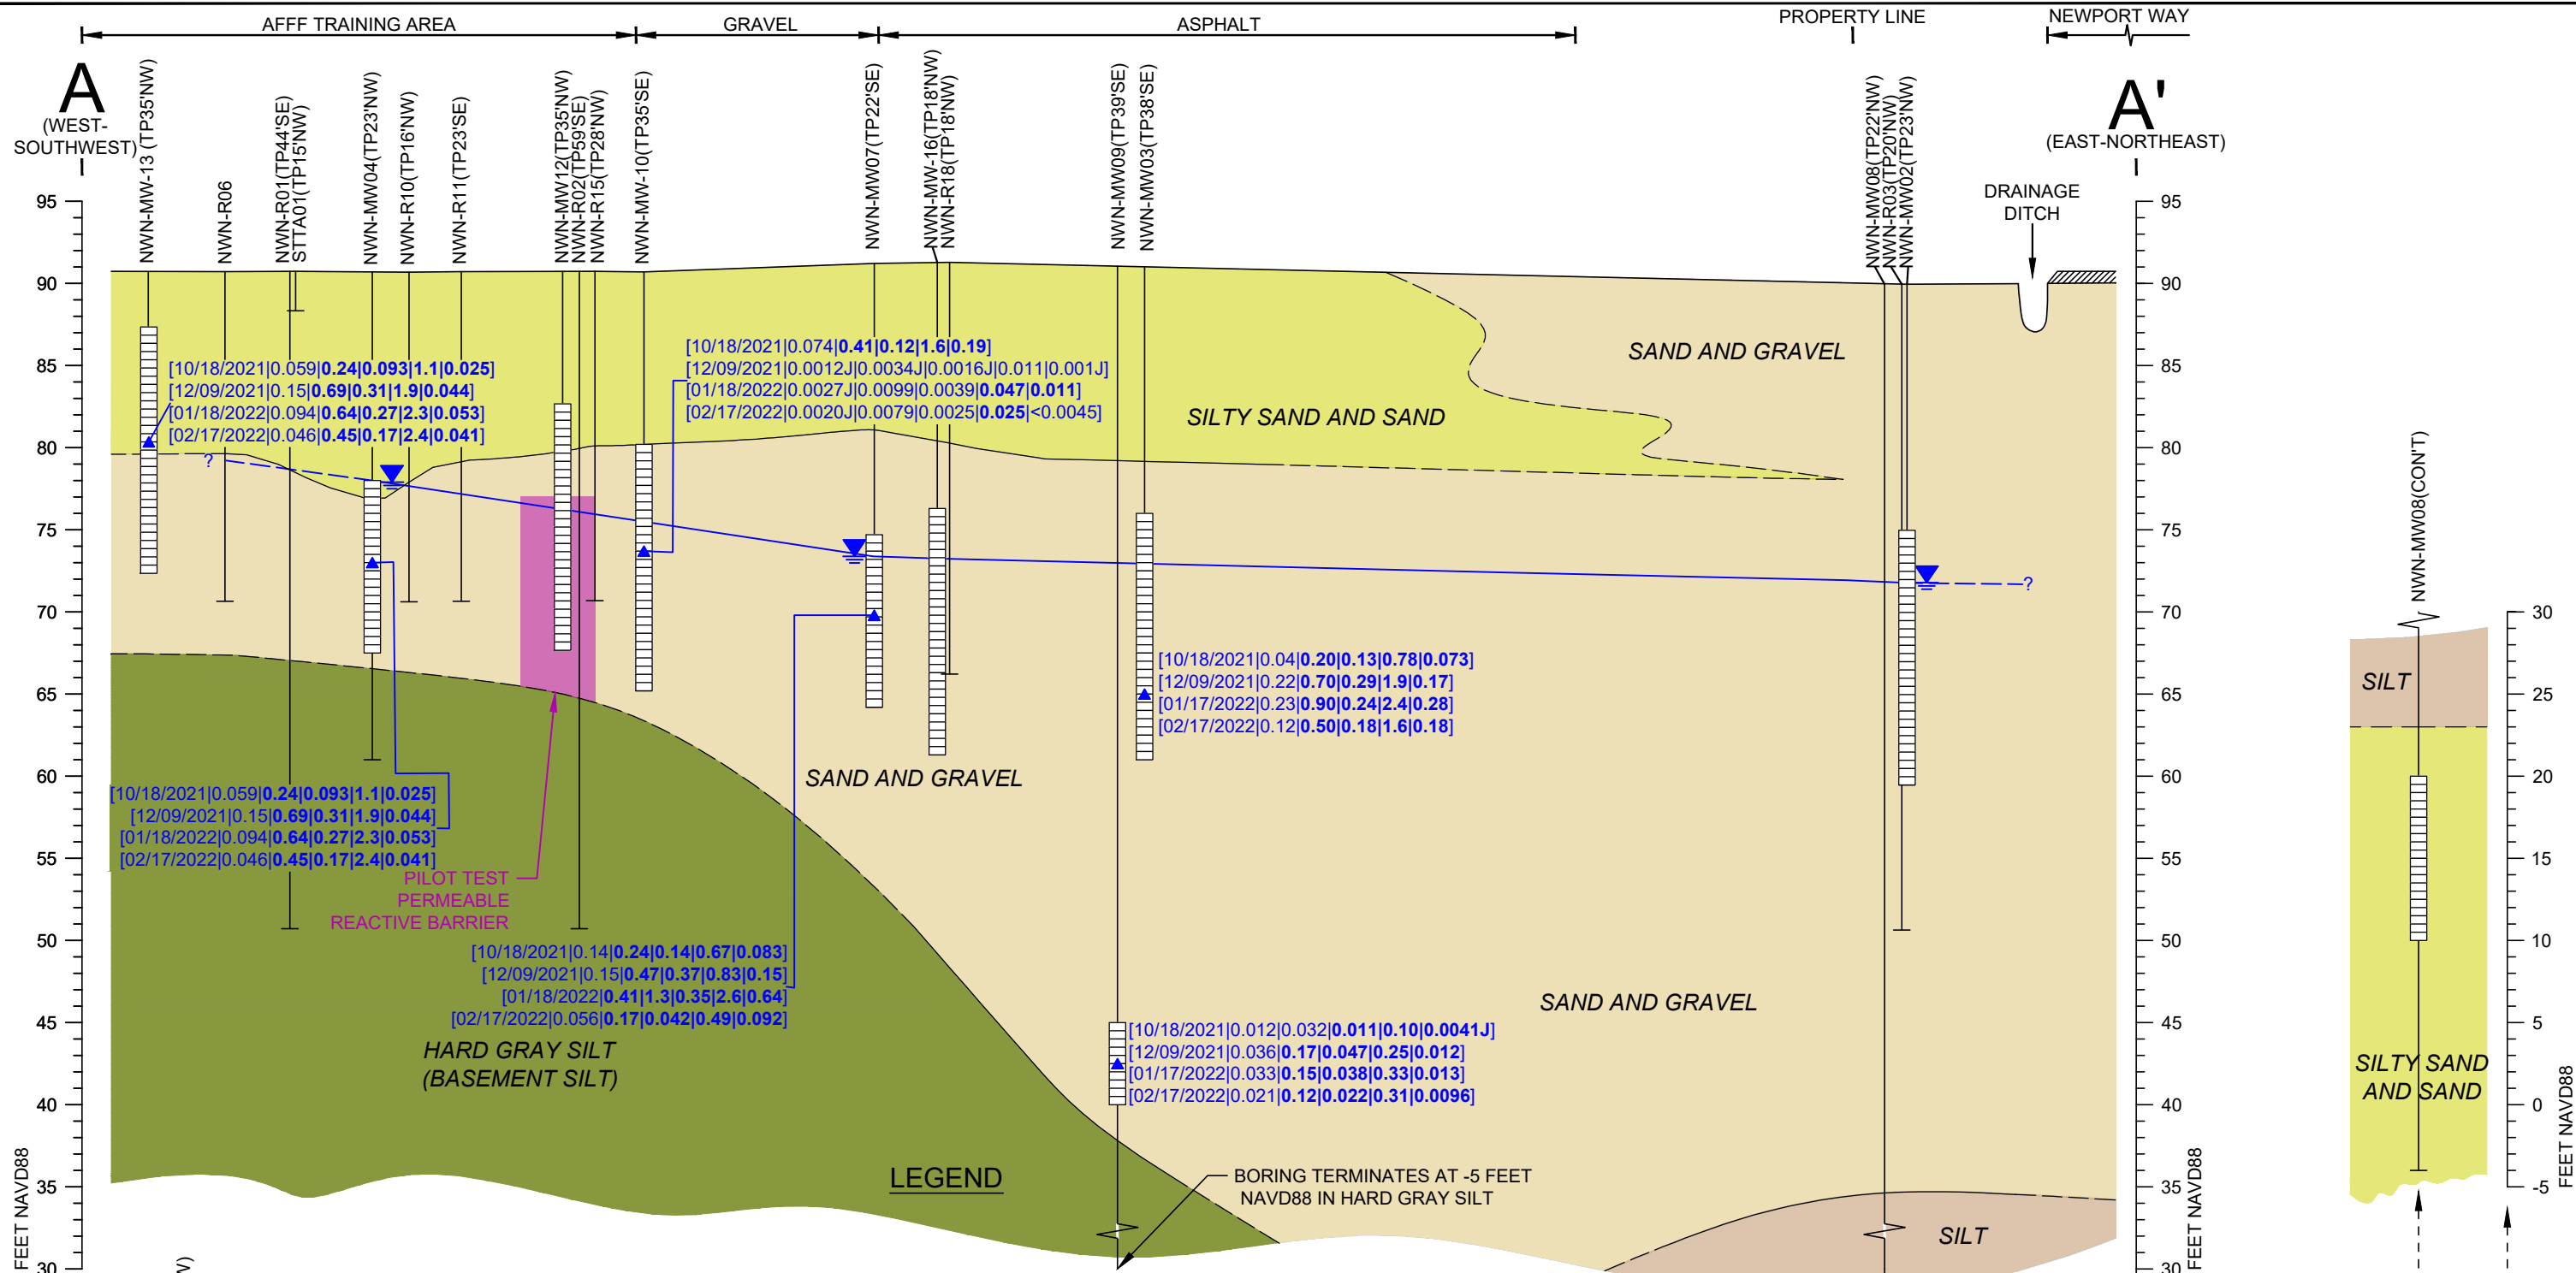 AFFF TRAINING AREA
GRAVEL
ASPHALT
PROPERTY LINE
NEWPORT WAY
A
(WEST-
SOUTHWEST)
A'
(EAST-NORTHEAST)
NWN-MW-13 (TP35'NW)
NWN-R06
NWN-R01(TP44'SE)
STTA01(TP15'NW)
NWN-MW04(TP23'NW)
NWN-R10(TP16'NW)
NWN-R11(TP23'SE)
NWN-MW12(TP35'NW)
NWN-R02(TP59'SE)
NWN-R15(TP28'NW)
NWN-MW-10(TP35'SE)
NWN-MW07(TP22'SE)
NWN-MW-16(TP18'NW)
NWN-R18(TP18'NW)
NWN-MW09(TP39'SE)
NWN-MW03(TP38'SE)
NWN-MW08(TP22'NW)
NWN-R03(TP20'NW)
NWN-MW02(TP23'NW)
DRAINAGE
DITCH
95
90
85
80
75
70
65
60
55
50
45
40
35
30
FEET NAVD88
[10/18/2021|0.059|0.24|0.093|1.1|0.025]
[12/09/2021|0.15|0.69|0.31|1.9|0.044]
[01/18/2022|0.094|0.64|0.27|2.3|0.053]
[02/17/2022|0.046|0.45|0.17|2.4|0.041]
?
[10/18/2021|0.074|0.41|0.12|1.6|0.19]
[12/09/2021|0.0012J|0.0034J|0.0016J|0.011|0.001J]
[01/18/2022|0.0027J|0.0099|0.0039|0.047|0.011]
[02/17/2022|0.0020J|0.0079|0.0025|0.025|<0.0045]
SILTY SAND AND SAND
SAND AND GRAVEL
?
[10/18/2021|0.04|0.20|0.13|0.78|0.073]
[12/09/2021|0.22|0.70|0.29|1.9|0.17]
[01/17/2022|0.23|0.90|0.24|2.4|0.28]
[02/17/2022|0.12|0.50|0.18|1.6|0.18]
SAND AND GRAVEL
[10/18/2021|0.059|0.24|0.093|1.1|0.025]
[12/09/2021|0.15|0.69|0.31|1.9|0.044]
[01/18/2022|0.094|0.64|0.27|2.3|0.053]
[02/17/2022|0.046|0.45|0.17|2.4|0.041]
PILOT TEST
PERMEABLE
REACTIVE BARRIER
[10/18/2021|0.14|0.24|0.14|0.67|0.083]
[12/09/2021|0.15|0.47|0.37|0.83|0.15]
[01/18/2022|0.41|1.3|0.35|2.6|0.64]
[02/17/2022|0.056|0.17|0.042|0.49|0.092]
HARD GRAY SILT
(BASEMENT SILT)
SAND AND GRAVEL
[10/18/2021|0.012|0.032|0.011|0.10|0.0041J]
[12/09/2021|0.036|0.17|0.047|0.25|0.012]
[01/17/2022|0.033|0.15|0.038|0.33|0.013]
[02/17/2022|0.021|0.12|0.022|0.31|0.0096]
LEGEND
BORING TERMINATES AT -5 FEET
NAVD88 IN HARD GRAY SILT
SILT
W)
95
90
85
80
75
70
65
60
55
50
45
40
35
30
FEET NAVD88
NWN-MW08(CON'T)
SILT
SILTY SAND
AND SAND
30
25
20
15
10
5
0
-5
FEET NAVD88